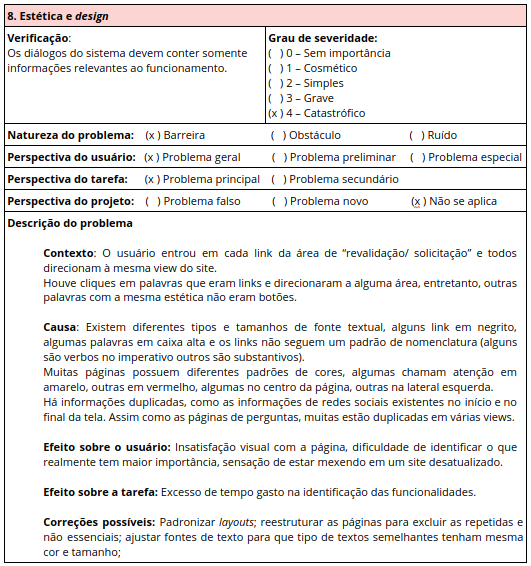 8. Estética e design
Verificação:
Os diálogos do sistema devem conter somente
informações relevantes ao funcionamento.
Grau de severidade:
( ) 0 – Sem importância
( ) 1 – Cosmético
( ) 2 – Simples
( ) 3 – Grave
(x ) 4 – Catastrófico
Natureza do problema: (x ) Barreira ( ) Obstáculo ( ) Ruído
Perspectiva do usuário: (x ) Problema geral ( ) Problema preliminar ( ) Problema especial
Perspectiva da tarefa: (x ) Problema principal ( ) Problema secundário
Perspectiva do projeto: ( ) Problema falso ( ) Problema novo (x ) Não se aplica
Descrição do problema
Contexto: O usuário entrou em cada link da área de “revalidação/ solicitação” e todos
direcionam à mesma view do site.
Houve cliques em palavras que eram links e direcionaram a alguma área, entretanto, outras
palavras com a mesma estética não eram botões.
Causa: Existem diferentes tipos e tamanhos de fonte textual, alguns link em negrito,
algumas palavras em caixa alta e os links não seguem um padrão de nomenclatura (alguns
são verbos no imperativo outros são substantivos).
Muitas páginas possuem diferentes padrões de cores, algumas chamam atenção em
amarelo, outras em vermelho, algumas no centro da página, outras na lateral esquerda.
Há informações duplicadas, como as informações de redes sociais existentes no início e no
final da tela. Assim como as páginas de perguntas, muitas estão duplicadas em várias views.
Efeito sobre o usuário: Insatisfação visual com a página, dificuldade de identificar o que
realmente tem maior importância, sensação de estar mexendo em um site desatualizado.
Efeito sobre a tarefa: Excesso de tempo gasto na identificação das funcionalidades.
Correções possíveis: Padronizar layouts; reestruturar as páginas para excluir as repetidas e
não essenciais; ajustar fontes de texto para que tipo de textos semelhantes tenham mesma
cor e tamanho;